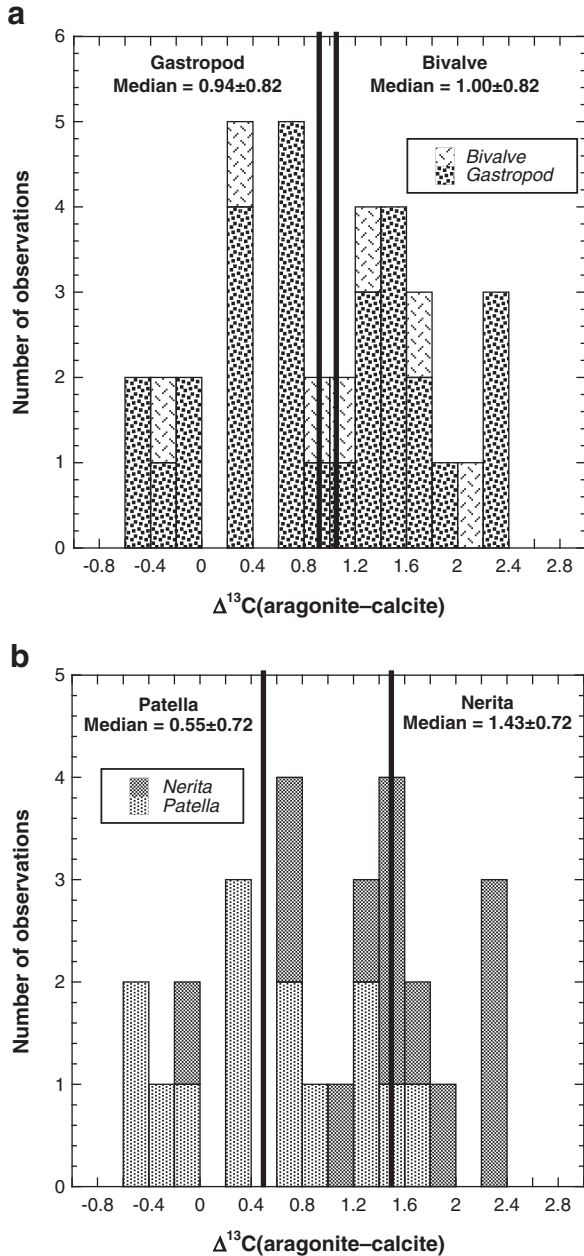 a
Gastropod
Median = 0.94±0.82
Bivalve
Median = 1.00±0.82
Bivalve
Gastropod
Number of observations
6
5
4
3
2
1
0
-0.8 -0.4 0 0.4 0.8 1.2 1.6 2 2.4 2.8
Δ¹³C(aragonite–calcite)
b
Patella
Median = 0.55±0.72
Nerita
Median = 1.43±0.72
Nerita
Patella
Number of observations
5
4
3
2
1
0
-0.8 -0.4 0 0.4 0.8 1.2 1.6 2 2.4 2.8
Δ¹³C(aragonite–calcite)